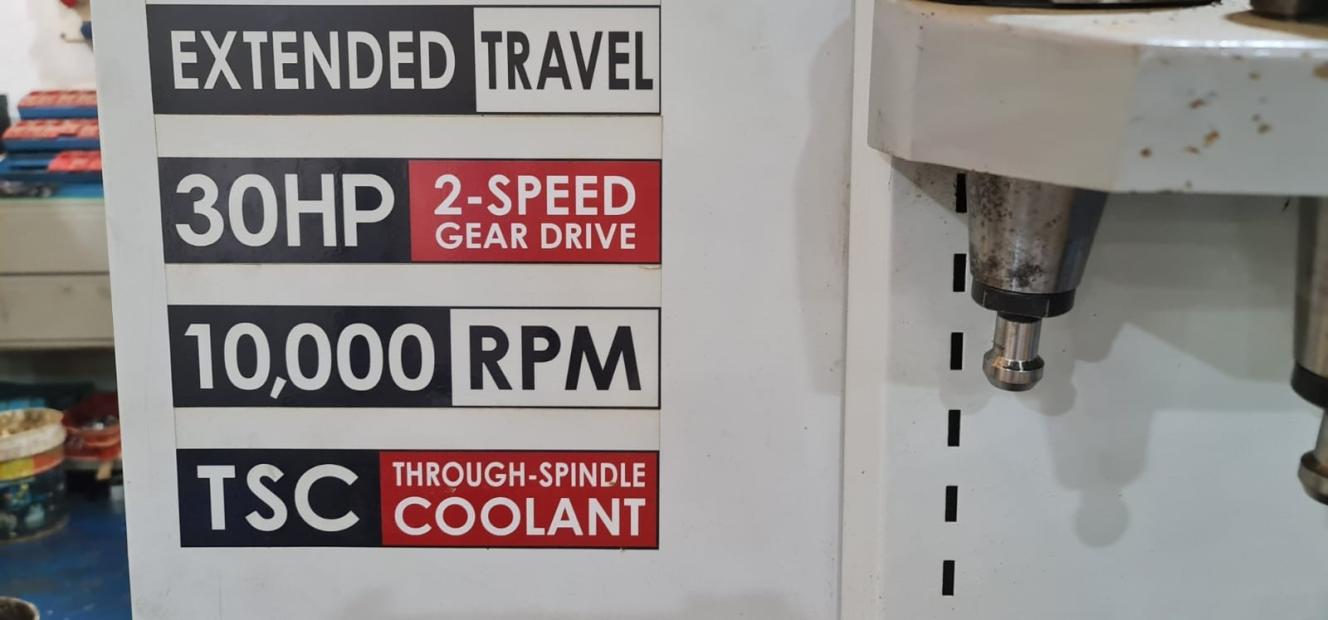 EXTENDED TRAVEL
30HP 2-SPEED
GEAR DRIVE
10,000 RPM
TSC THROUGH-SPINDLE
COOLANT